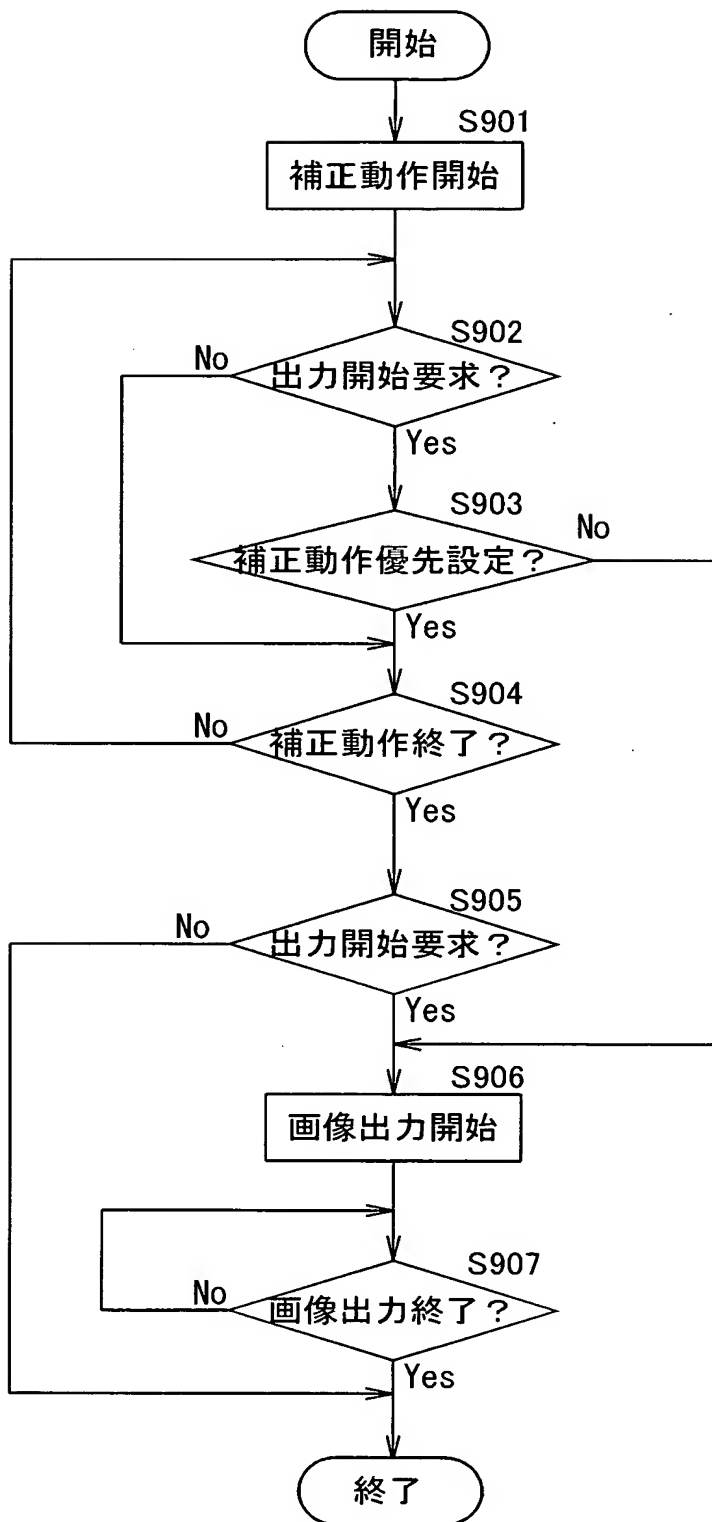 開始
S901
補正動作開始
S902
No
出力開始要求？
Yes
S903
No
補正動作優先設定？
Yes
S904
No
補正動作終了？
Yes
S905
No
出力開始要求？
Yes
S906
画像出力開始
S907
No
画像出力終了？
Yes
終了